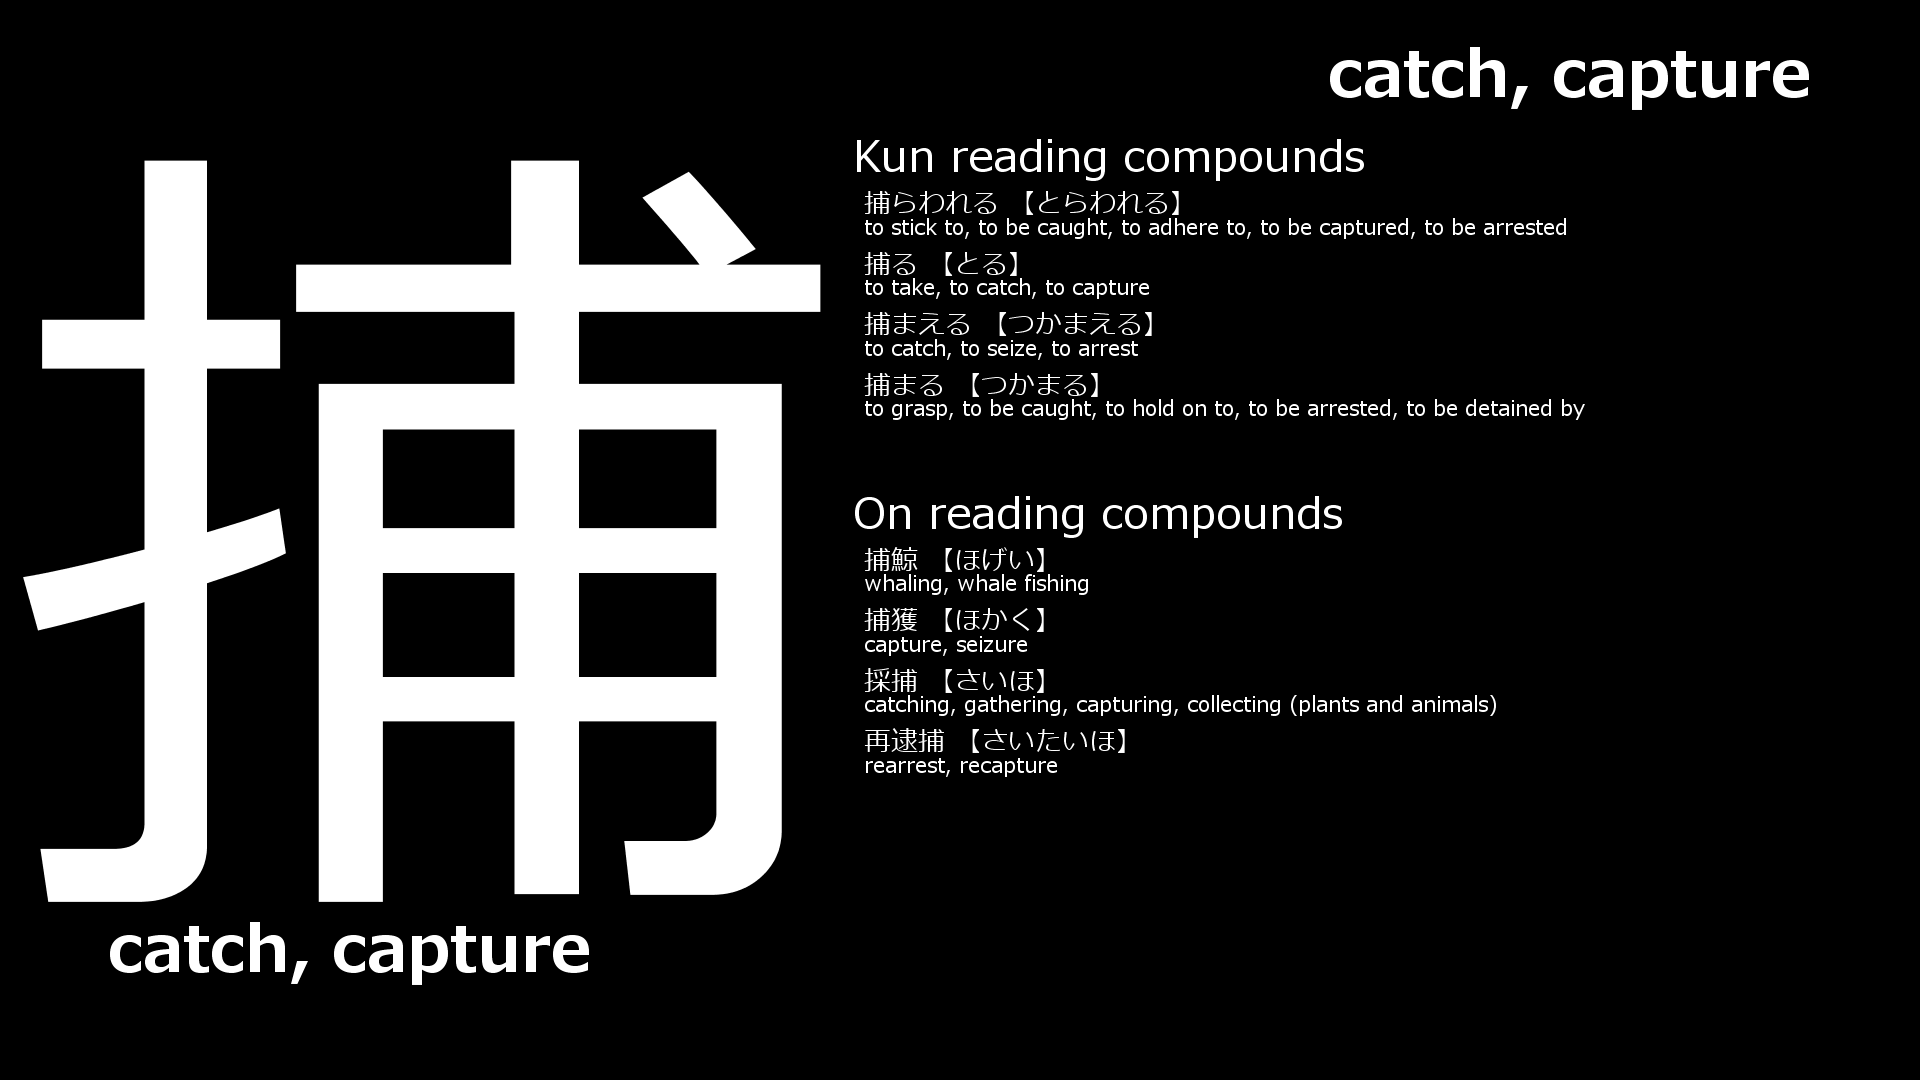 catch, capture
捕
catch, capture
Kun reading compounds
捕らわれる 【とらわれる】
to stick to, to be caught, to adhere to, to be captured, to be arrested
捕る 【とる】
to take, to catch, to capture
捕まえる 【つかまえる】
to catch, to seize, to arrest
捕まる 【つかまる】
to grasp, to be caught, to hold on to, to be arrested, to be detained by
On reading compounds
捕鯨 【ほげい】
whaling, whale fishing
捕獲 【ほかく】
capture, seizure
採捕 【さいほ】
catching, gathering, capturing, collecting (plants and animals)
再逮捕 【さいたいほ】
rearrest, recapture